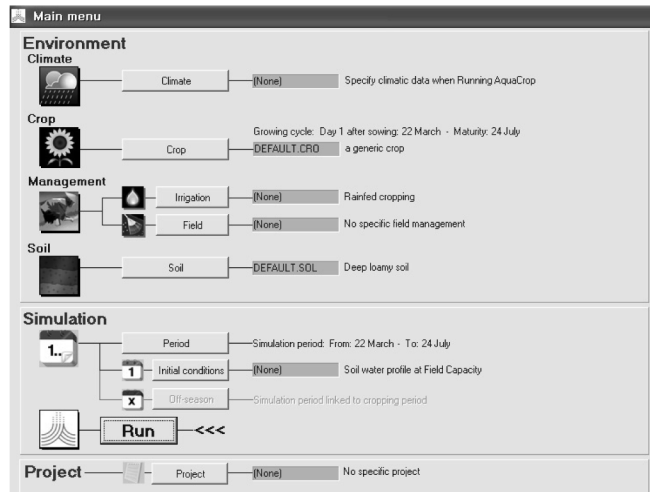 Main menu
Environment
Climate
Climate (None) Specify climatic data when Running AquaCrop
Crop
Growing cycle: Day 1 after sowing: 22 March - Maturity: 24 July
Crop DEFAULT.CRO a generic crop
Management
Irrigation (None) Rainfed cropping
Field (None) No specific field management
Soil
Soil DEFAULT.SOL Deep loamy soil
Simulation
1.. Period Simulation period: From: 22 March - To: 24 July
1 Initial conditions (None) Soil water profile at Field Capacity
x Off-season Simulation period linked to cropping period
Run <<<
Project Project (None) No specific project